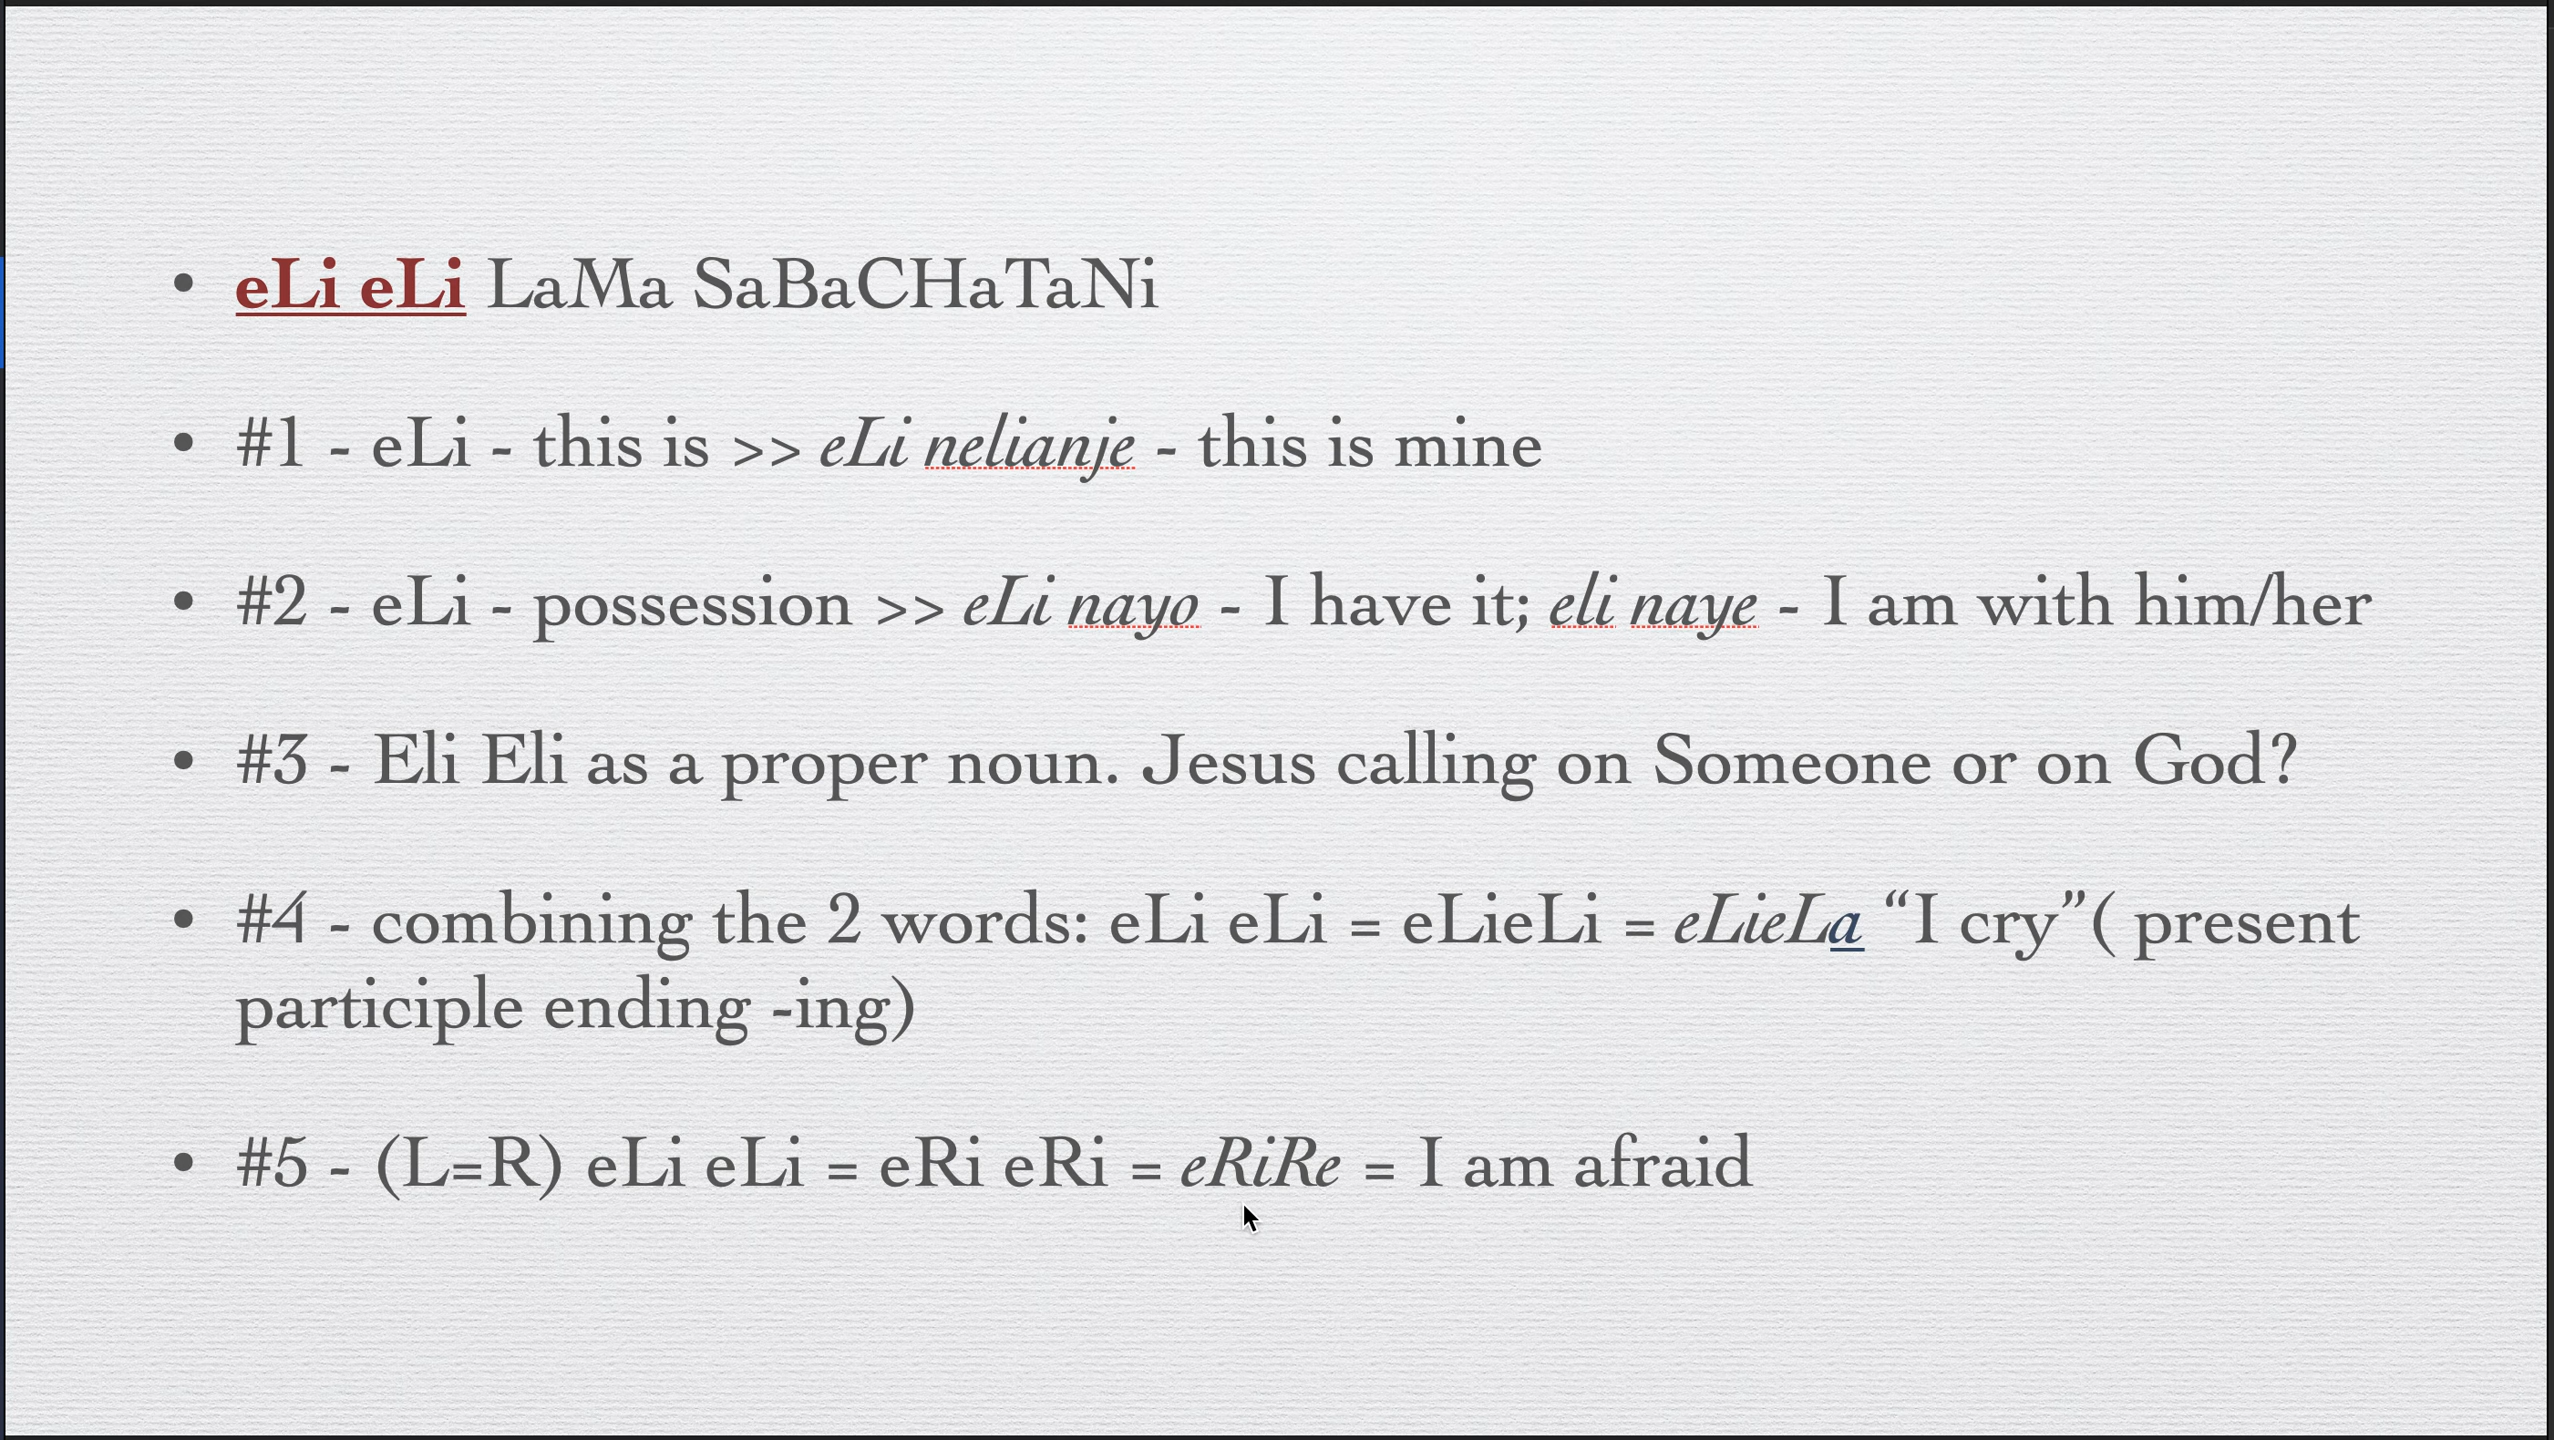 • eLi eLi LaMa SaBaCHaTaNi
• #1 - eLi - this is >> eLi nelianje - this is mine
• #2 - eLi - possession >> eLi nayo - I have it; eli naye - I am with him/her
• #3 - Eli Eli as a proper noun. Jesus calling on Someone or on God?
• #4 - combining the 2 words: eLi eLi = eLieLi = eLieLa “I cry”( present
participle ending -ing)
• #5 - (L=R) eLi eLi = eRi eRi = eRiRe = I am afraid